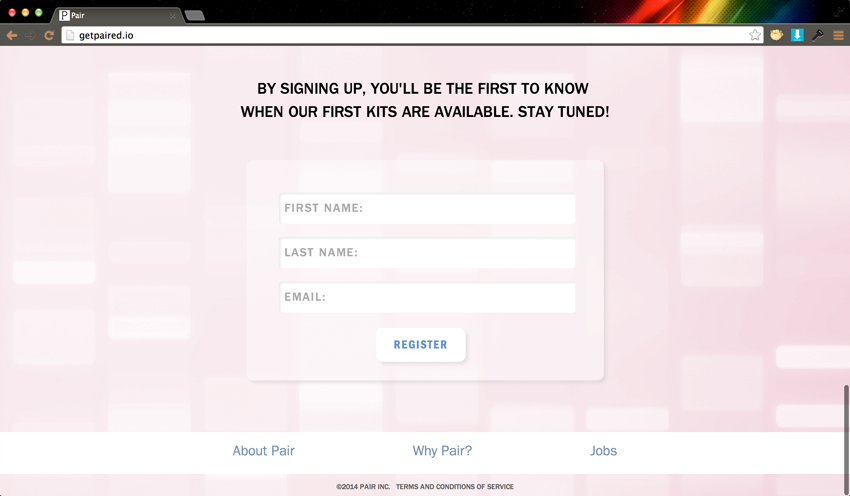 Pair
getpaired.io
BY SIGNING UP, YOU'LL BE THE FIRST TO KNOW
WHEN OUR FIRST KITS ARE AVAILABLE. STAY TUNED!
FIRST NAME:
LAST NAME:
EMAIL:
REGISTER
About Pair Why Pair? Jobs
©2014 PAIR INC. TERMS AND CONDITIONS OF SERVICE